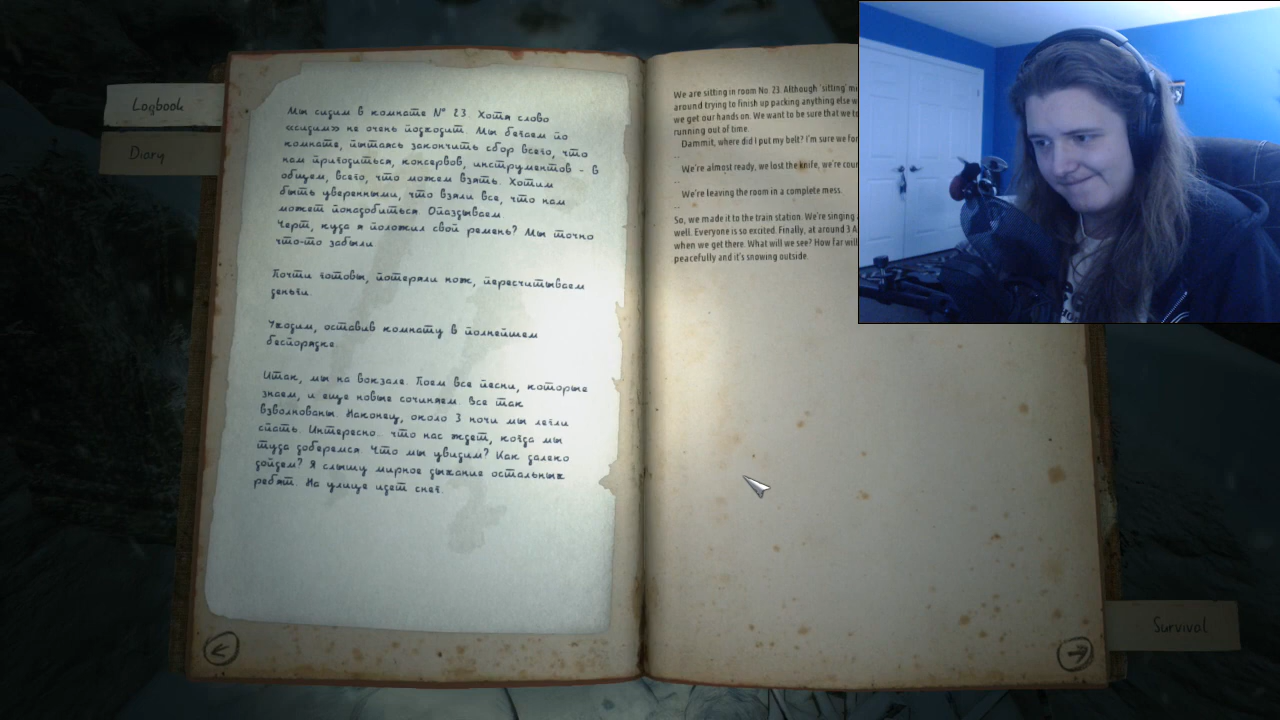 Logbook
Diary
Мы сидим в комнате № 23. Хотя слово
«сидим» не очень подходит. Мы бегаем по
комнате, пытаясь закончить сбор всего, что
нам пригодиться, консервов, инструментов - в
общем, всего, что можем взять. Хотим
быть уверенными, что взяли все, что нам
может понадобиться. Опаздываем.
Черт, куда я положил свой ремень? Мы точно
что-то забыли.
Почти готовы, потеряли нож, пересчитываем
деньги.
Уходим, оставив комнату в полнейшем
беспорядке.
Итак, мы на вокзале. Поем все песни, которые
знаем, и еще новые сочиняем. Все так
взволнованы. Наконец, около 3 ночи мы легли
спать. Интересно... что нас ждет, когда мы
туда доберемся. Что мы увидим? Как далеко
дойдем? Я слышу мирное дыхание остальных
ребят. На улице идет снег.
We are sitting in room No. 23. Although 'sitting'
around trying to finish up packing anything else
we get our hands on. We want to be sure that we
running out of time.
Dammit, where did I put my belt? I'm sure we
...
We're almost ready, we lost the knife, we're
...
We're leaving the room in a complete mess.
...
So, we made it to the train station. We're singing
well. Everyone is so excited. Finally, at around 3
when we get there. What will we see? How far will
peacefully and it's snowing outside.
Survival